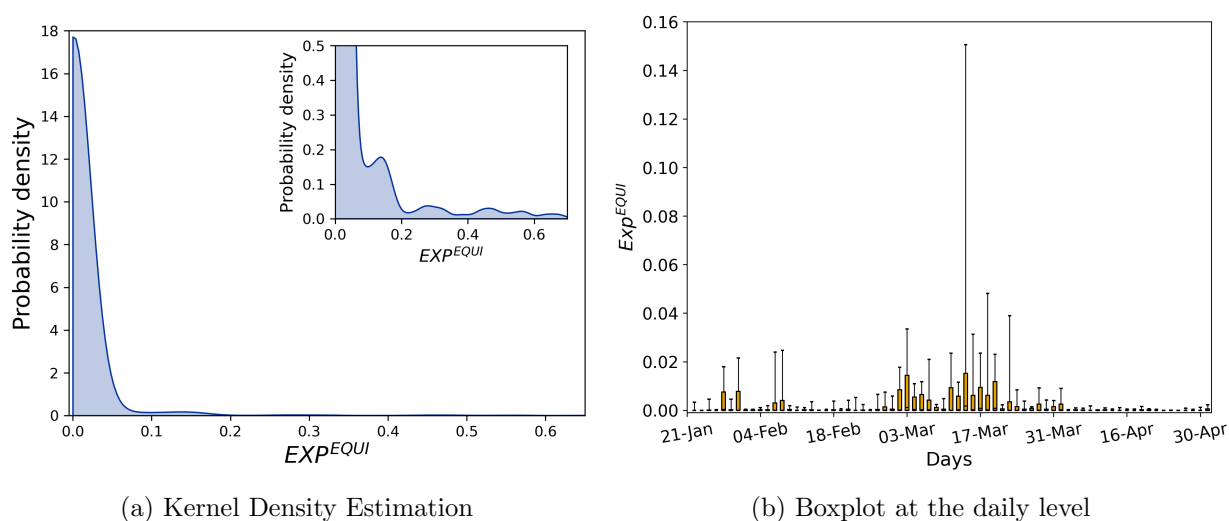 18
16
14
12
10
8
6
4
2
0
Probability density
0.0 0.1 0.2 0.3 0.4 0.5 0.6
EXP^EQUI
0.5
0.4
0.3
0.2
0.1
0.0
Probability density
0.0 0.2 0.4 0.6
EXP^EQUI
(a) Kernel Density Estimation
0.16
0.14
0.12
0.10
0.08
0.06
0.04
0.02
0.00
Exp^EQUI
21-Jan 04-Feb 18-Feb 03-Mar 17-Mar 31-Mar 16-Apr 30-Apr
Days
(b) Boxplot at the daily level